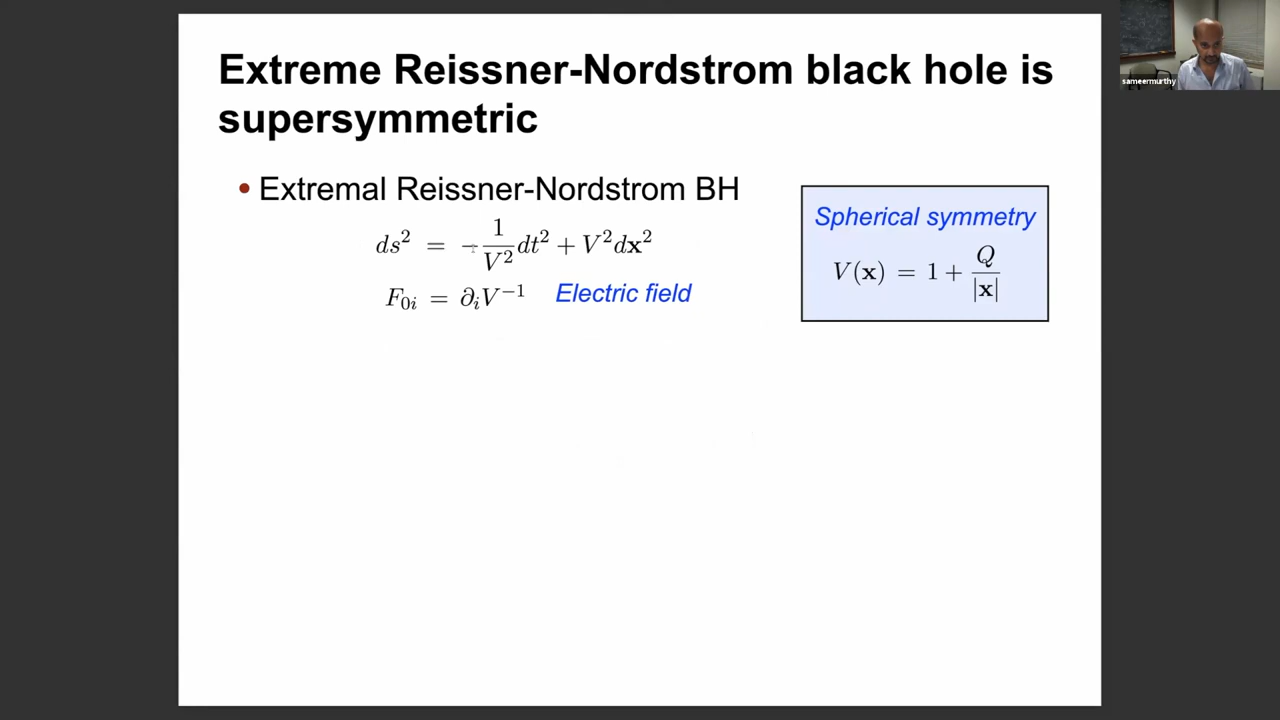 Extreme Reissner-Nordstrom black hole is
supersymmetric
• Extremal Reissner-Nordstrom BH
ds² = −1/V² dt² + V² d𝐱²
F₀ᵢ = ∂ᵢV⁻¹ Electric field
Spherical symmetry
V(𝐱) = 1 + Q/|𝐱|
sameermurthy